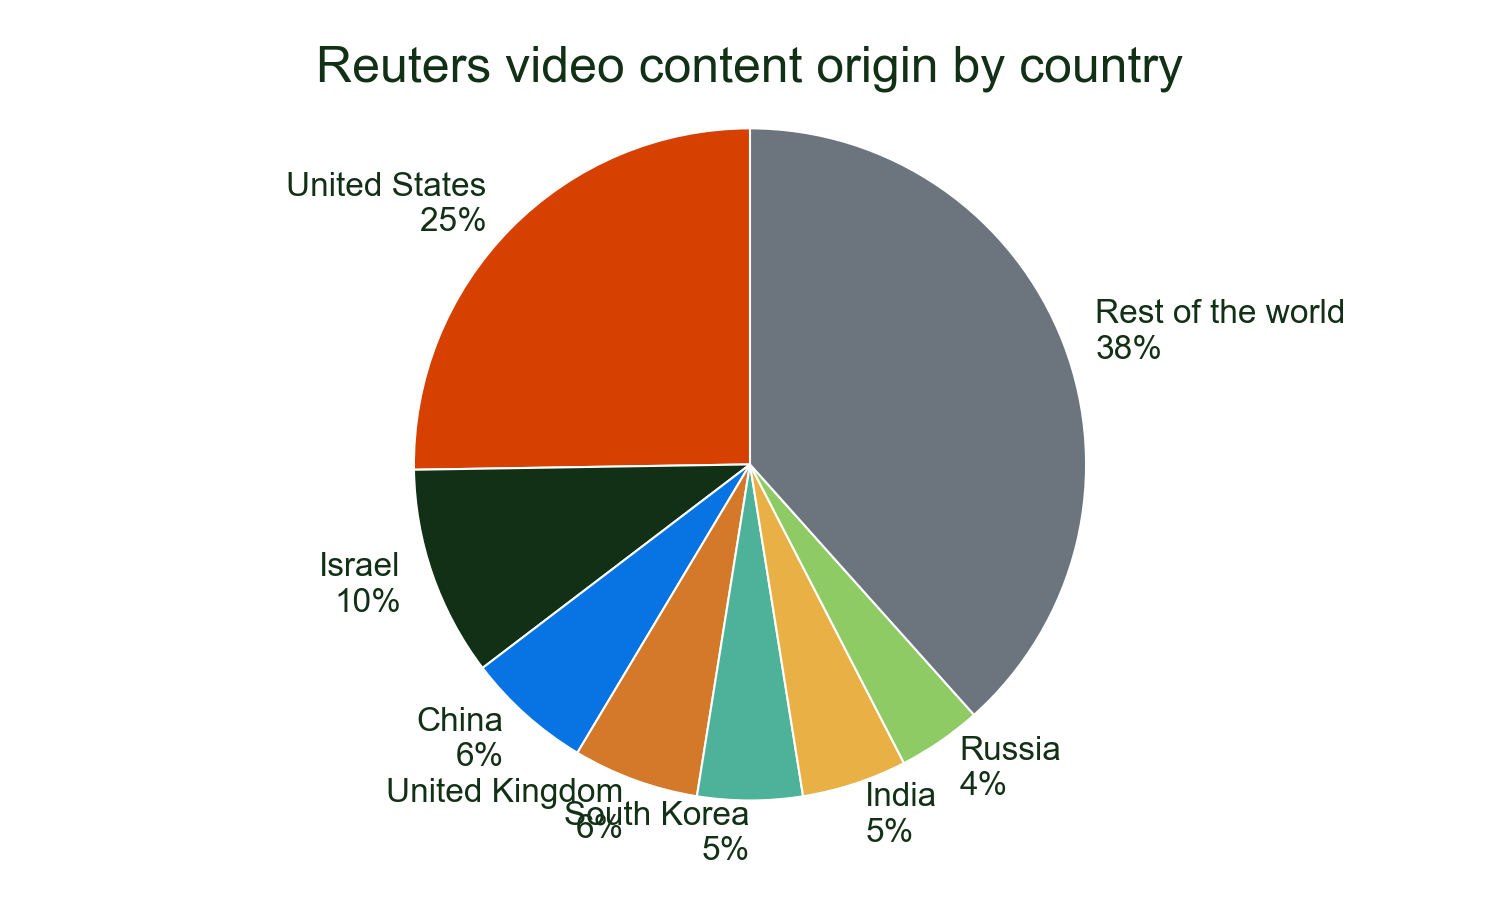 Reuters video content origin by country
United States
25%
Rest of the world
38%
Israel
10%
China
6%
United Kingdom
6%
South Korea
5%
India
5%
Russia
4%